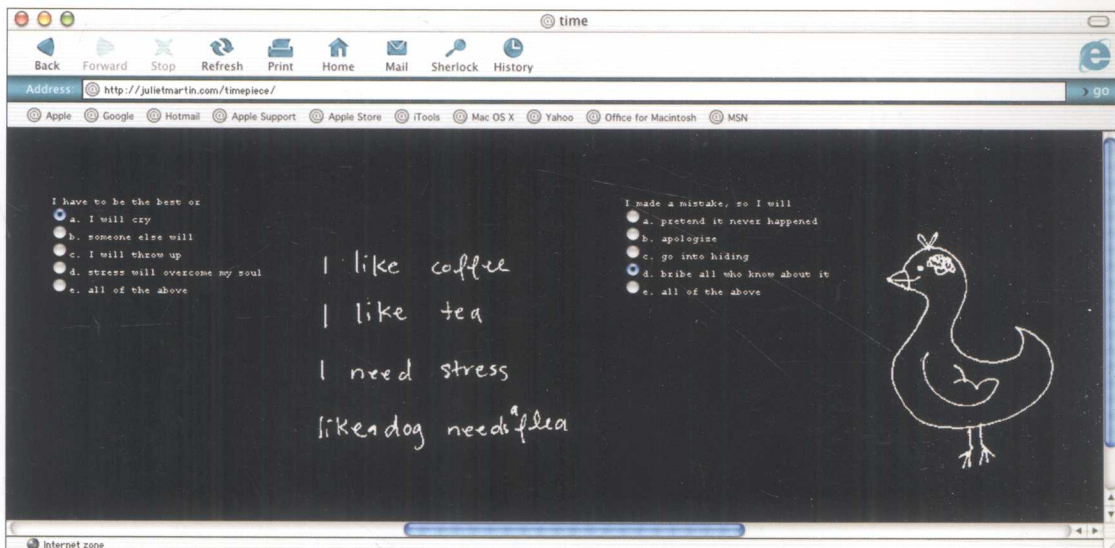 @ time
Back Forward Stop Refresh Print Home Mail Sherlock History
Address: @ http://julietmartin.com/timepiece/ go
@ Apple @ Google @ Hotmail @ Apple Support @ Apple Store @ iTools @ Mac OS X @ Yahoo @ Office for Macintosh @ MSN
I have to be the best or
a. I will cry
b. someone else will
c. I will throw up
d. stress will overcome my soul
e. all of the above
I like coffee
I like tea
I need stress
like a dog needs a flea
I made a mistake, so I will
a. pretend it never happened
b. apologize
c. go into hiding
d. bribe all who know about it
e. all of the above
Internet zone